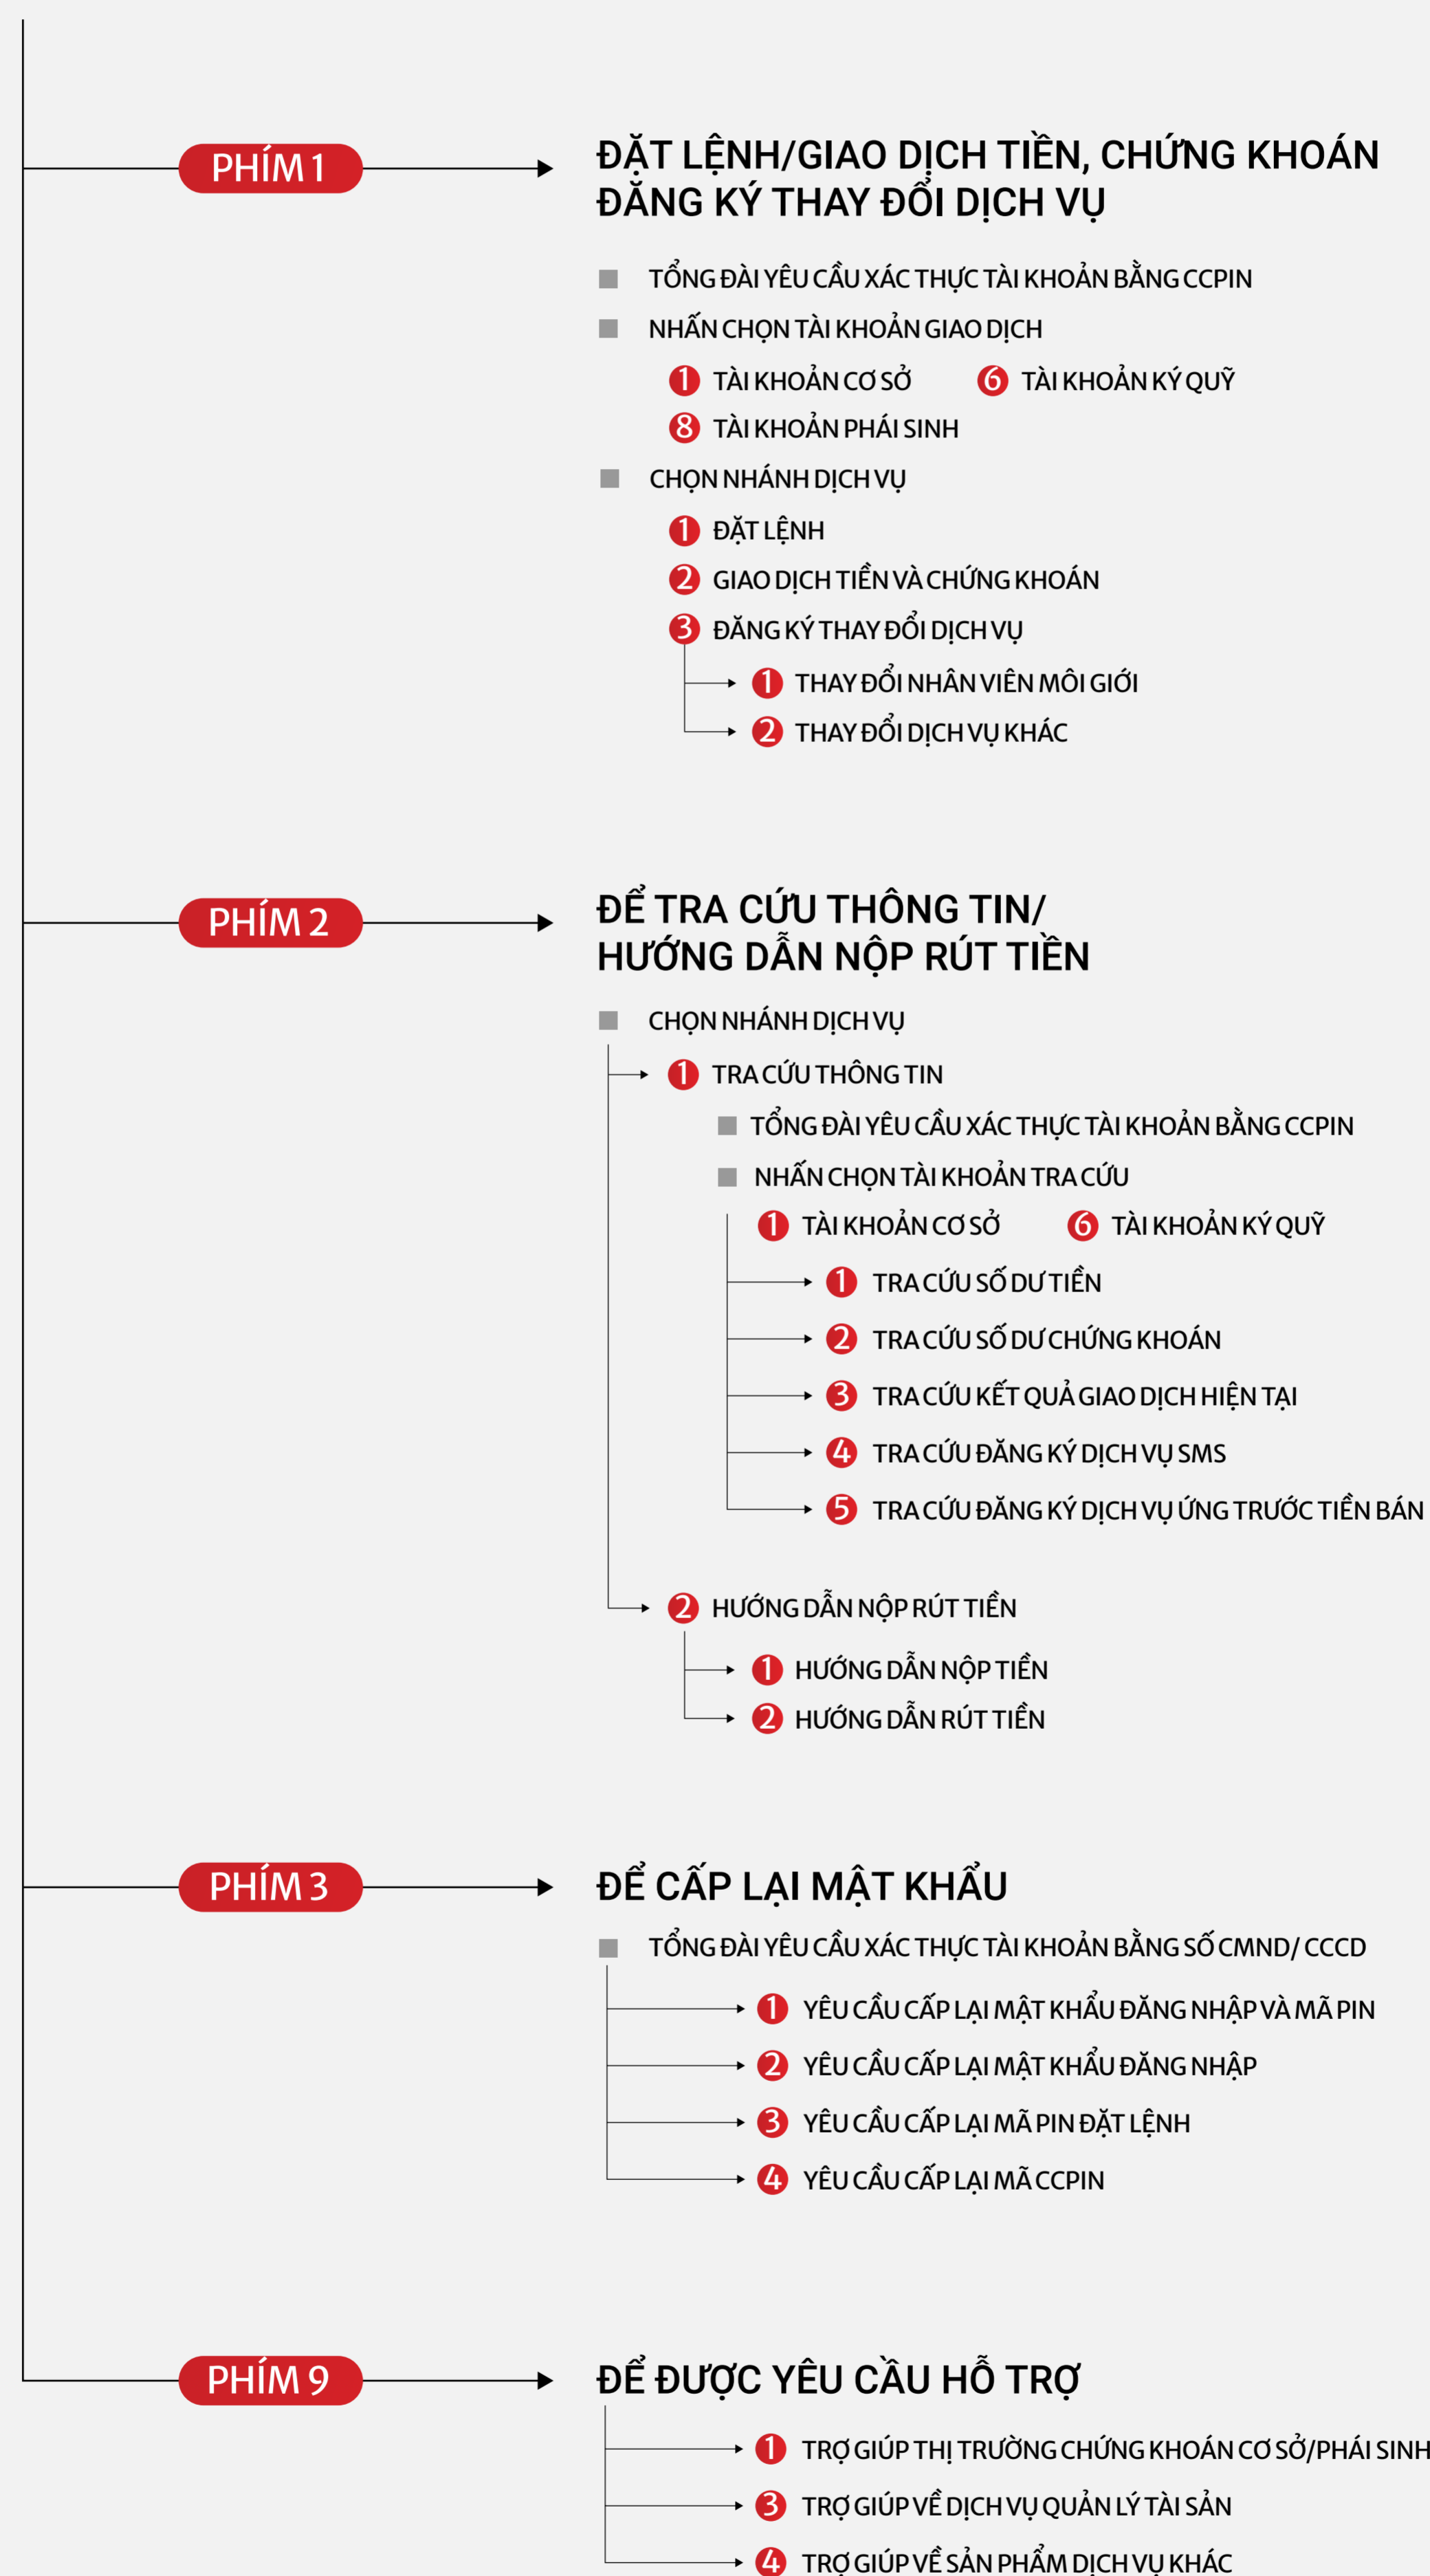 PHÍM 1
ĐẶT LỆNH/GIAO DỊCH TIỀN, CHỨNG KHOÁN
ĐĂNG KÝ THAY ĐỔI DỊCH VỤ
TỔNG ĐÀI YÊU CẦU XÁC THỰC TÀI KHOẢN BẰNG CCPIN
NHẤN CHỌN TÀI KHOẢN GIAO DỊCH
1 TÀI KHOẢN CƠ SỞ 6 TÀI KHOẢN KÝ QUỸ
8 TÀI KHOẢN PHÁI SINH
CHỌN NHÁNH DỊCH VỤ
1 ĐẶT LỆNH
2 GIAO DỊCH TIỀN VÀ CHỨNG KHOÁN
3 ĐĂNG KÝ THAY ĐỔI DỊCH VỤ
1 THAY ĐỔI NHÂN VIÊN MÔI GIỚI
2 THAY ĐỔI DỊCH VỤ KHÁC
PHÍM 2
ĐỂ TRA CỨU THÔNG TIN/
HƯỚNG DẪN NỘP RÚT TIỀN
CHỌN NHÁNH DỊCH VỤ
1 TRA CỨU THÔNG TIN
TỔNG ĐÀI YÊU CẦU XÁC THỰC TÀI KHOẢN BẰNG CCPIN
NHẤN CHỌN TÀI KHOẢN TRA CỨU
1 TÀI KHOẢN CƠ SỞ 6 TÀI KHOẢN KÝ QUỸ
1 TRA CỨU SỐ DƯ TIỀN
2 TRA CỨU SỐ DƯ CHỨNG KHOÁN
3 TRA CỨU KẾT QUẢ GIAO DỊCH HIỆN TẠI
4 TRA CỨU ĐĂNG KÝ DỊCH VỤ SMS
5 TRA CỨU ĐĂNG KÝ DỊCH VỤ ỨNG TRƯỚC TIỀN BÁN
2 HƯỚNG DẪN NỘP RÚT TIỀN
1 HƯỚNG DẪN NỘP TIỀN
2 HƯỚNG DẪN RÚT TIỀN
PHÍM 3
ĐỂ CẤP LẠI MẬT KHẨU
TỔNG ĐÀI YÊU CẦU XÁC THỰC TÀI KHOẢN BẰNG SỐ CMND/ CCCD
1 YÊU CẦU CẤP LẠI MẬT KHẨU ĐĂNG NHẬP VÀ MÃ PIN
2 YÊU CẦU CẤP LẠI MẬT KHẨU ĐĂNG NHẬP
3 YÊU CẦU CẤP LẠI MÃ PIN ĐẶT LỆNH
4 YÊU CẦU CẤP LẠI MÃ CCPIN
PHÍM 9
ĐỂ ĐƯỢC YÊU CẦU HỖ TRỢ
1 TRỢ GIÚP THỊ TRƯỜNG CHỨNG KHOÁN CƠ SỞ/PHÁI SINH
3 TRỢ GIÚP VỀ DỊCH VỤ QUẢN LÝ TÀI SẢN
4 TRỢ GIÚP VỀ SẢN PHẨM DỊCH VỤ KHÁC